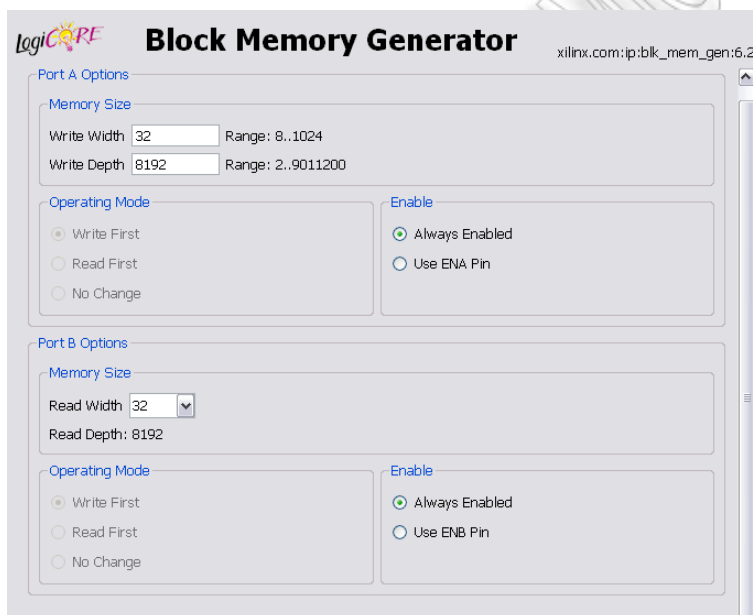 LogiCORE
Block Memory Generator
xilinx.com:ip:blk_mem_gen:6.2
Port A Options
Memory Size
Write Width 32 Range: 8..1024
Write Depth 8192 Range: 2..9011200
Operating Mode
Write First
Read First
No Change
Enable
Always Enabled
Use ENA Pin
Port B Options
Memory Size
Read Width 32
Read Depth: 8192
Operating Mode
Write First
Read First
No Change
Enable
Always Enabled
Use ENB Pin